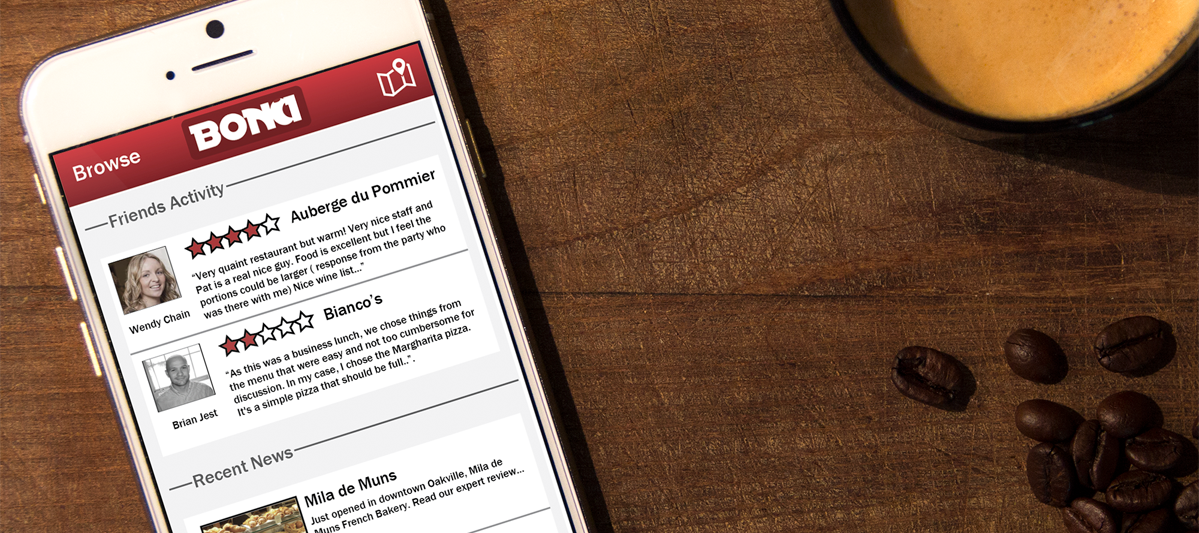 Browse
BONCI
Friends Activity
Auberge du Pommier
"Very quaint restaurant but warm! Very nice staff and
Pat is a real nice guy. Food is excellent but I feel the
portions could be larger ( response from the party who
was there with me) Nice wine list..."
Wendy Chain
Bianco's
"As this was a business lunch, we chose things from
the menu that were easy and not too cumbersome for
discussion. In my case, I chose the Margharita pizza.
It's a simple pizza that should be full..".
Brian Jest
Recent News
Mila de Muns
Just opened in downtown Oakville, Mila de
Muns French Bakery. Read our expert review...